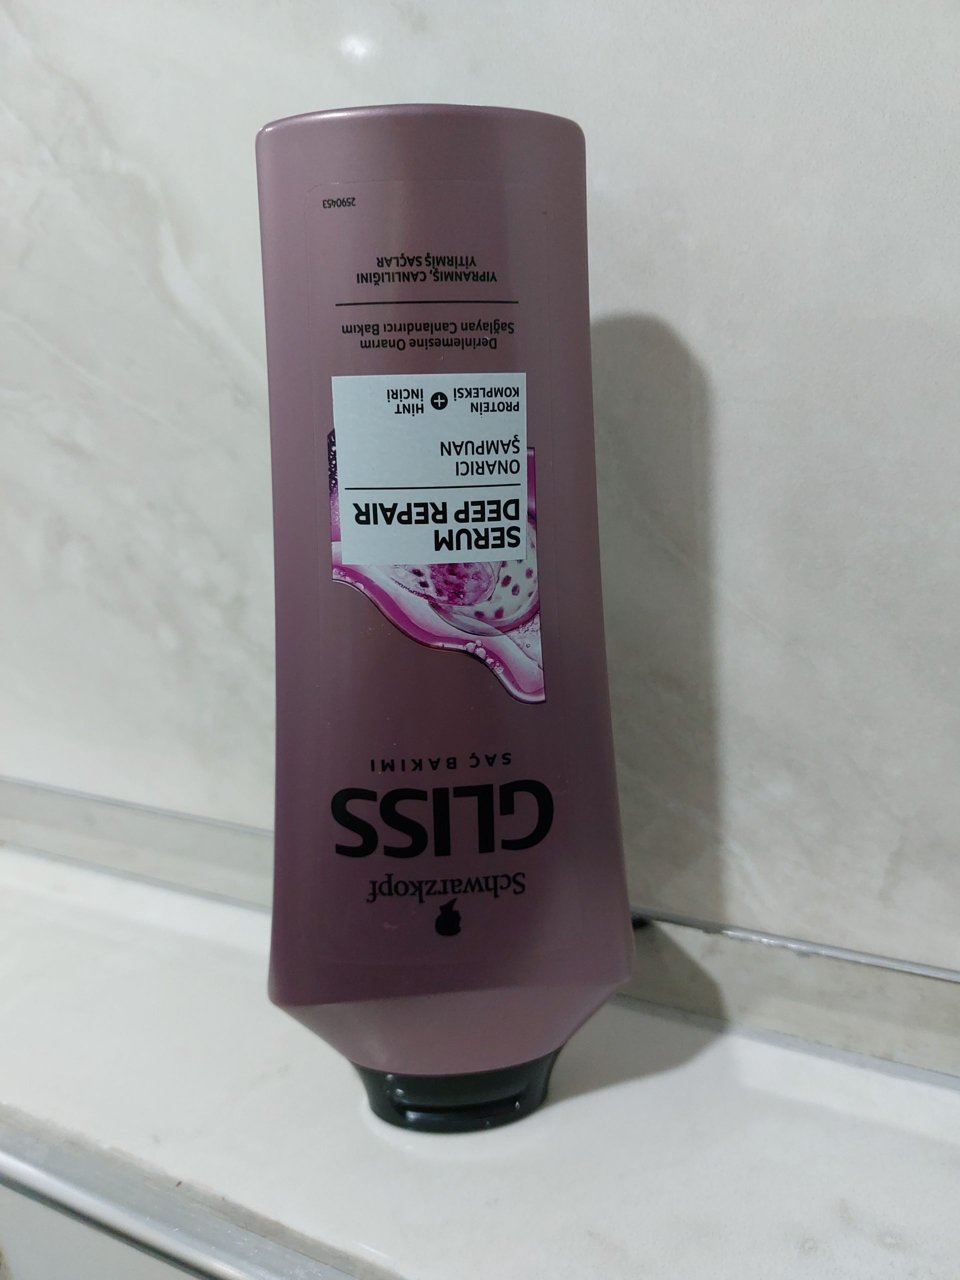 Schwarzkopf
GLISS
SAÇ BAKIMI
SERUM
DEEP REPAIR
ONARICI
ŞAMPUAN
PROTEİN
KOMPLEKSİ
+
HİNT
İNCİRİ
Derinlemesine Onarım
Sağlayan Canlandırıcı Bakım
YIPRANMIŞ, CANLILIĞINI
YİTİRMİŞ SAÇLAR
2590453